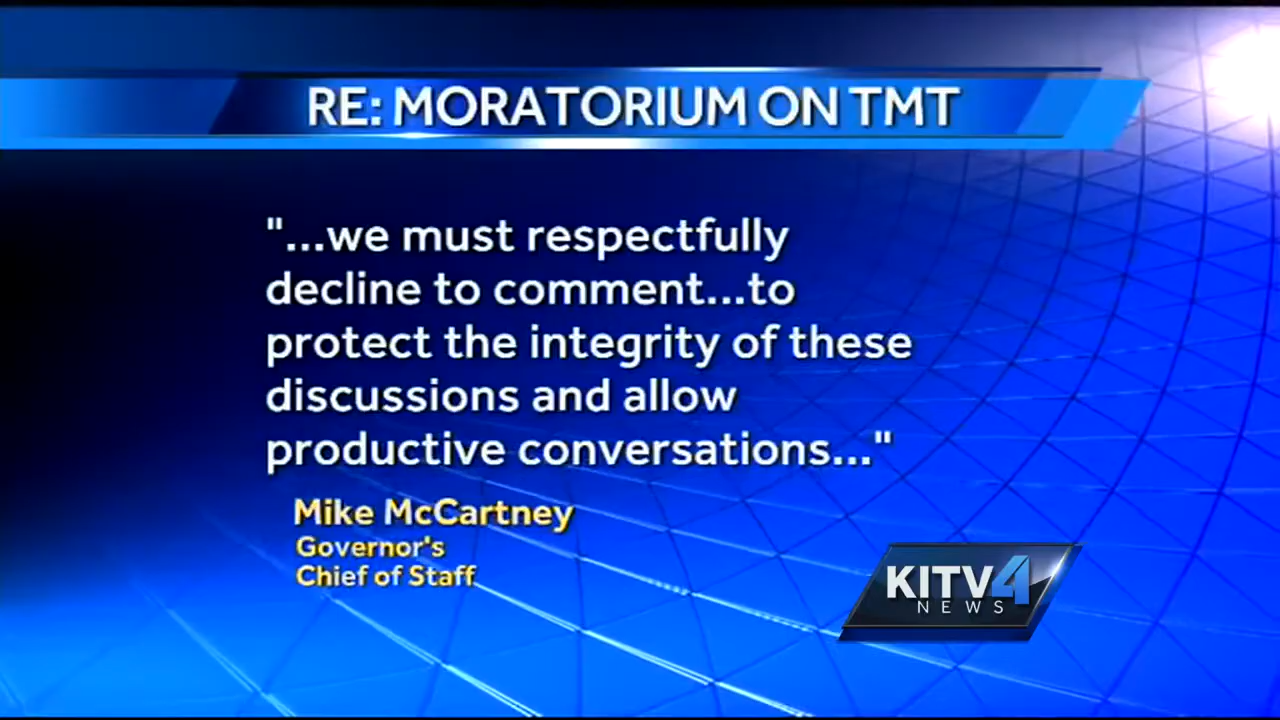 RE: MORATORIUM ON TMT
"...we must respectfully
decline to comment...to
protect the integrity of these
discussions and allow
productive conversations..."
Mike McCartney
Governor's
Chief of Staff
KITV4
NEWS